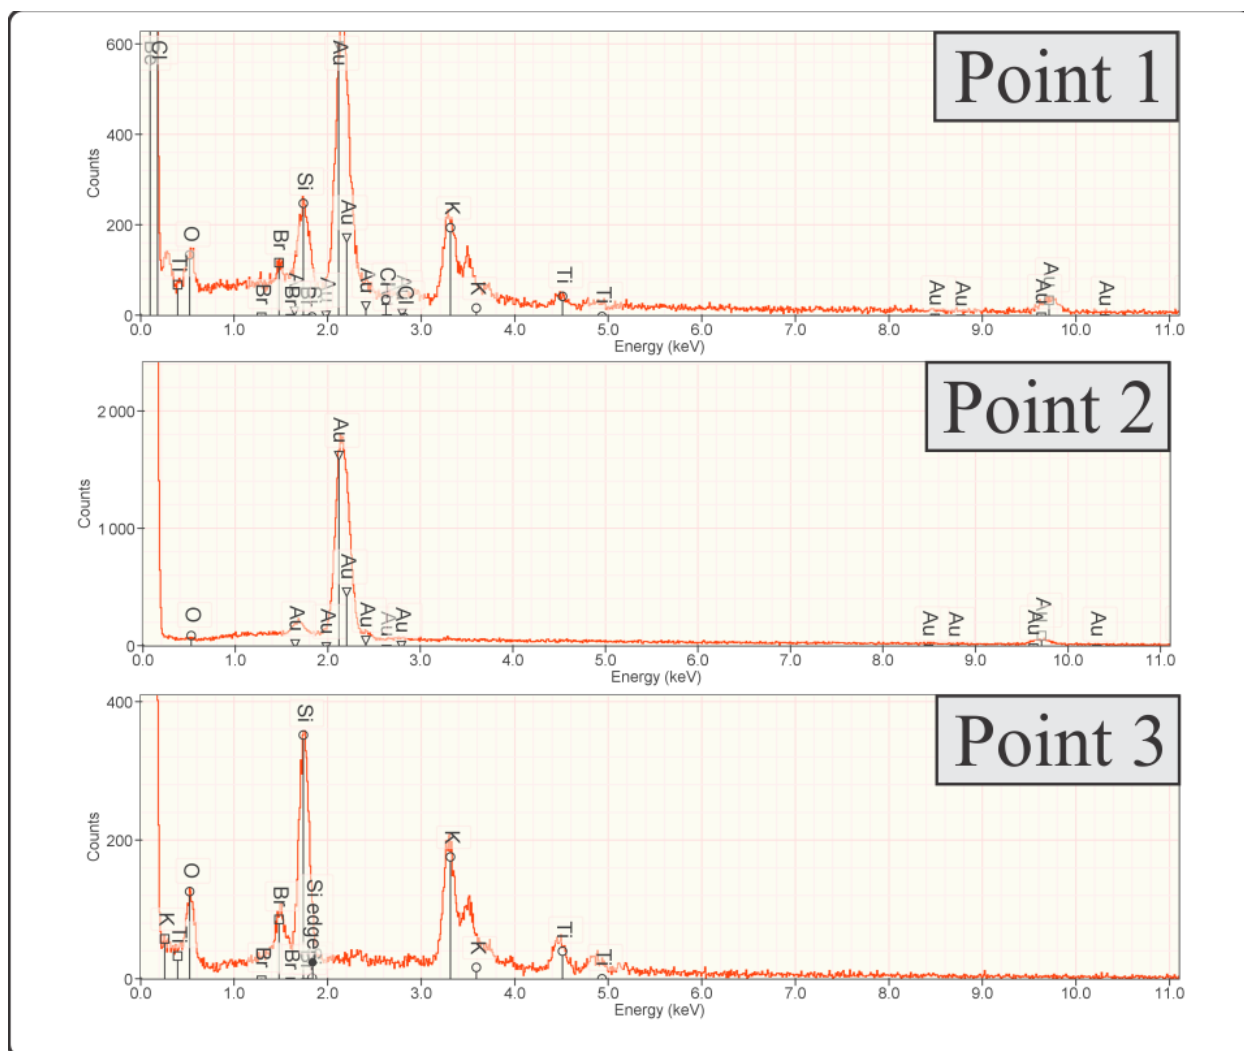 Point 1
600
400
200
0
Counts
Be Cl Au
Si
O Au K
Ti Br Ti
Br Br Au Au Cl Cl K Ti Au Au Au Au Au
0.0 1.0 2.0 3.0 4.0 5.0 6.0 7.0 8.0 9.0 10.0 11.0
Energy (keV)
Point 2
2 000
1 000
0
Counts
Au
Au
O Au Au Au Au Au Au Au Au Au Au
0.0 1.0 2.0 3.0 4.0 5.0 6.0 7.0 8.0 9.0 10.0 11.0
Energy (keV)
Point 3
400
200
0
Counts
Si
O K
Br Si edge
K Ti
Br Br Br K Ti Ti
0.0 1.0 2.0 3.0 4.0 5.0 6.0 7.0 8.0 9.0 10.0 11.0
Energy (keV)